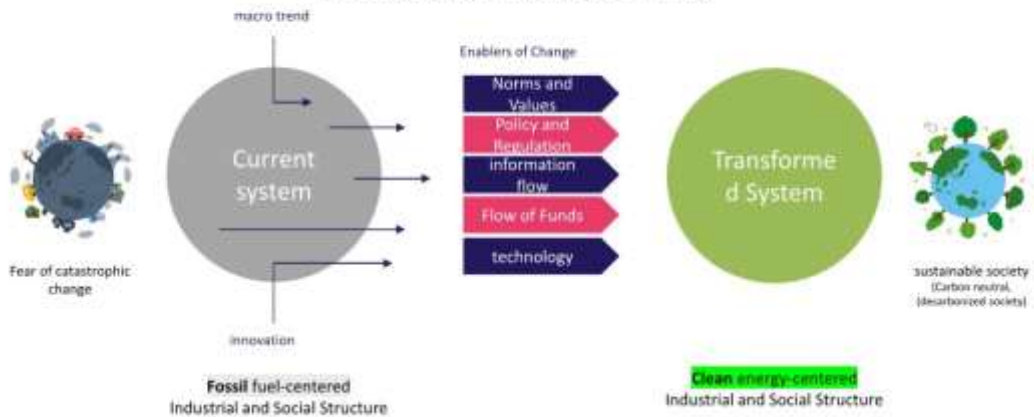 macro trend
Enablers of Change
Norms and
Values
Policy and
Regulation
information
flow
Flow of Funds
technology
Current
system
Transforme
d System
Fear of catastrophic
change
sustainable society
(Carbon neutral,
(decarbonized society)
innovation
Fossil fuel-centered
Industrial and Social Structure
Clean energy-centered
Industrial and Social Structure